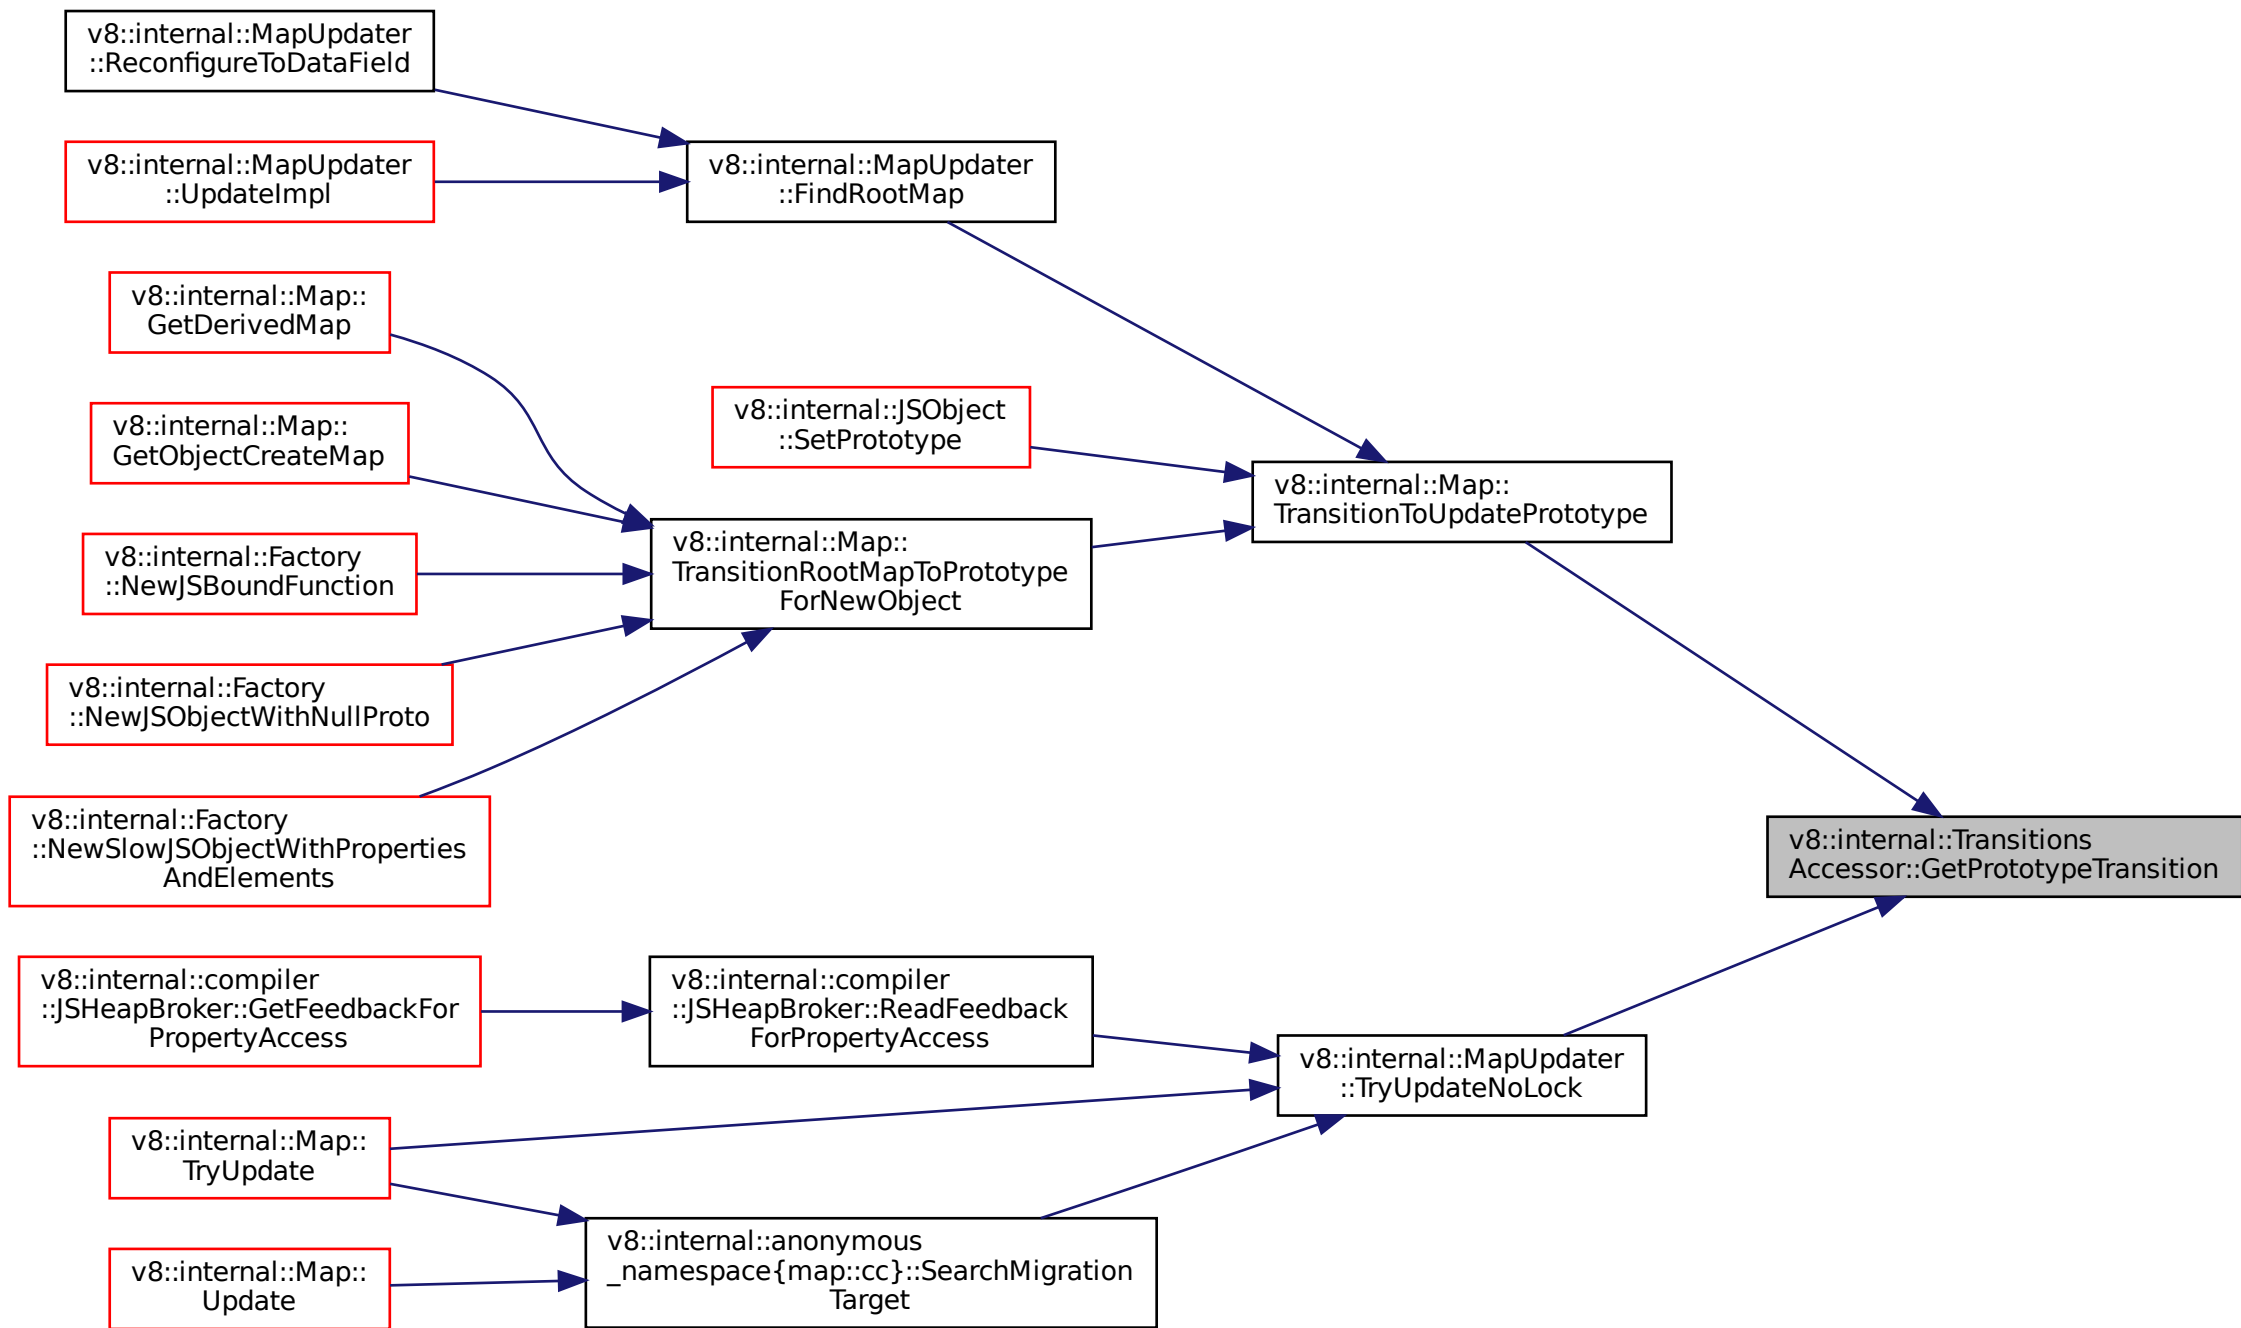 v8::internal::MapUpdater
::ReconfigureToDataField
v8::internal::MapUpdater
::UpdateImpl
v8::internal::MapUpdater
::FindRootMap
v8::internal::Map::
GetDerivedMap
v8::internal::Map::
GetObjectCreateMap
v8::internal::JSObject
::SetPrototype
v8::internal::Map::
TransitionToUpdatePrototype
v8::internal::Factory
::NewJSBoundFunction
v8::internal::Map::
TransitionRootMapToPrototype
ForNewObject
v8::internal::Factory
::NewJSObjectWithNullProto
v8::internal::Factory
::NewSlowJSObjectWithProperties
AndElements
v8::internal::Transitions
Accessor::GetPrototypeTransition
v8::internal::compiler
::JSHeapBroker::GetFeedbackFor
PropertyAccess
v8::internal::compiler
::JSHeapBroker::ReadFeedback
ForPropertyAccess
v8::internal::MapUpdater
::TryUpdateNoLock
v8::internal::Map::
TryUpdate
v8::internal::anonymous
_namespace{map::cc}::SearchMigration
Target
v8::internal::Map::
Update